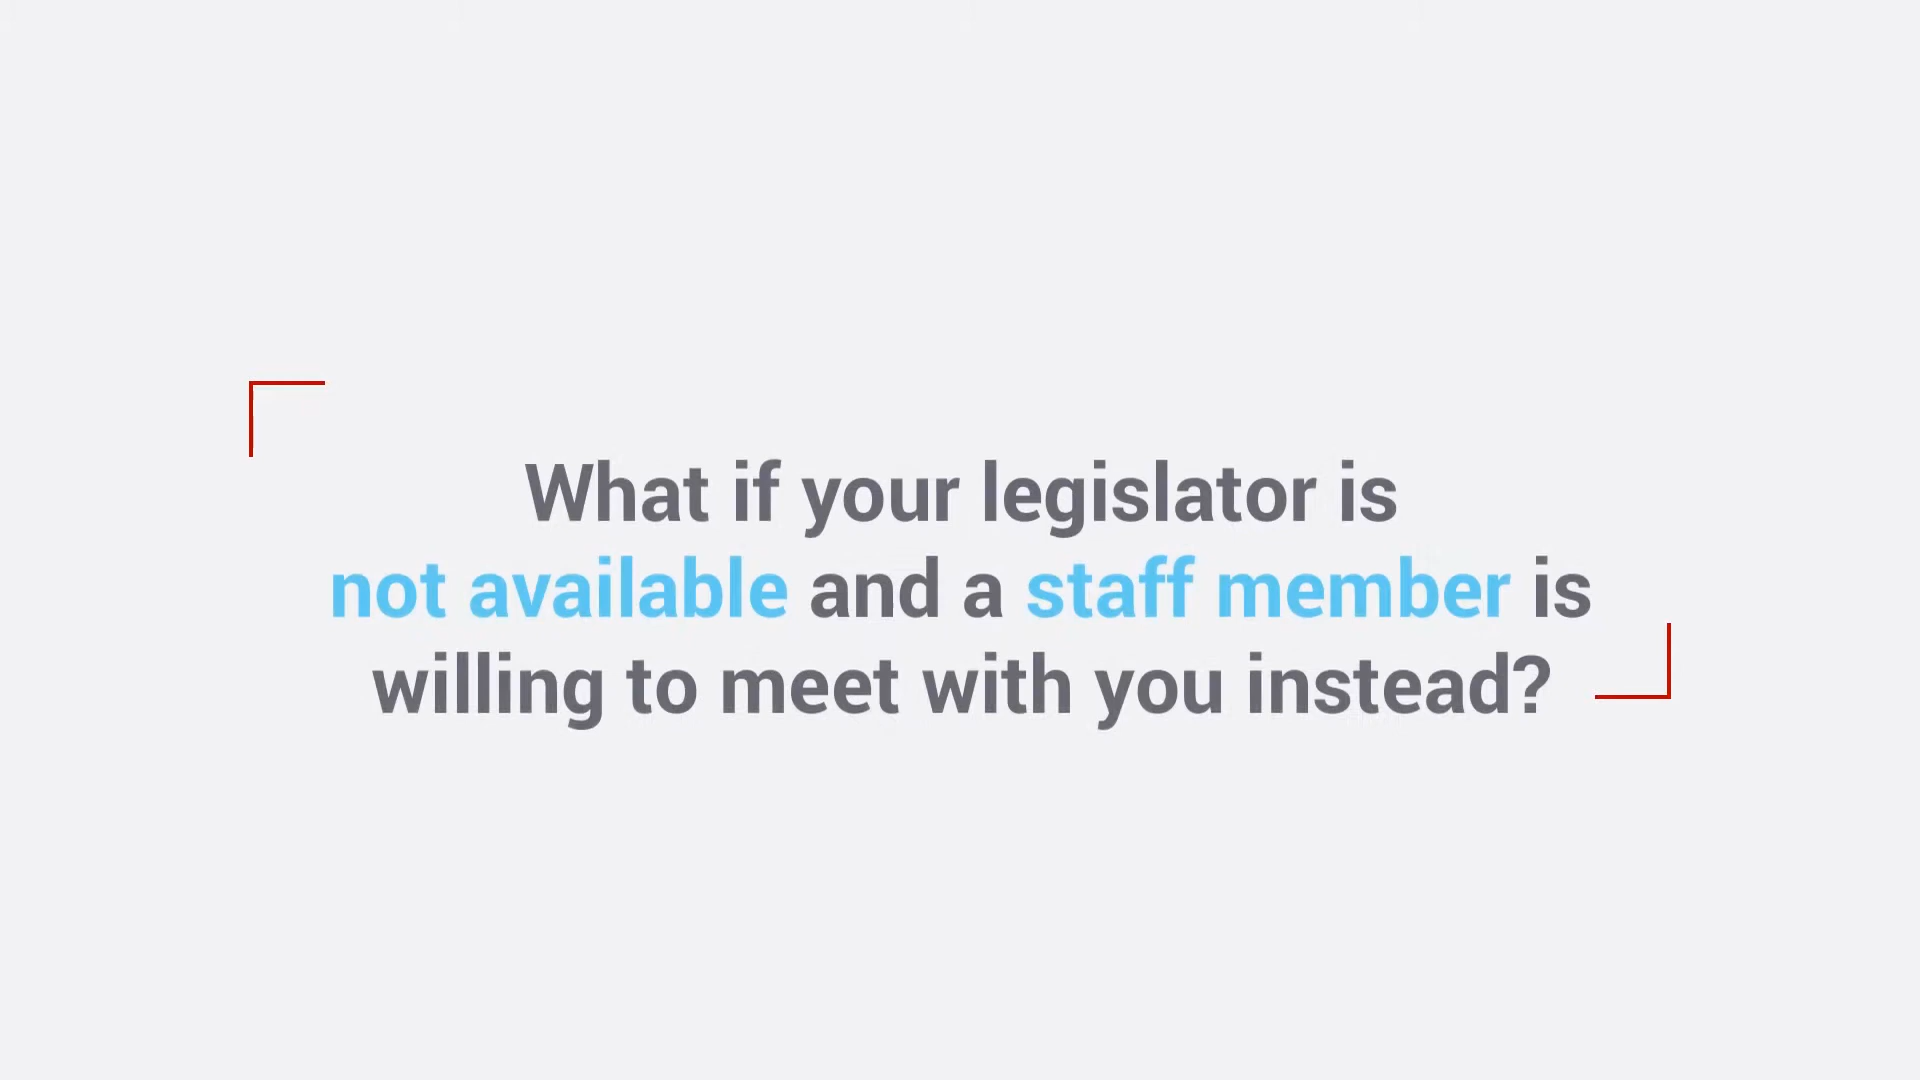 What if your legislator is
not available and a staff member is
willing to meet with you instead?